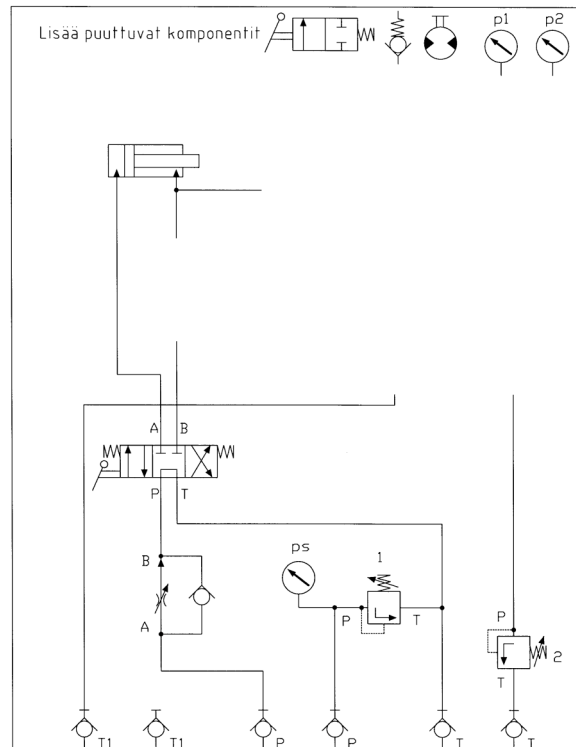 Lisää puuttuvat komponentit
p1 p2
A B
P T
B
A
ps
1
P T
P
2
T
T1 T1 P P T T